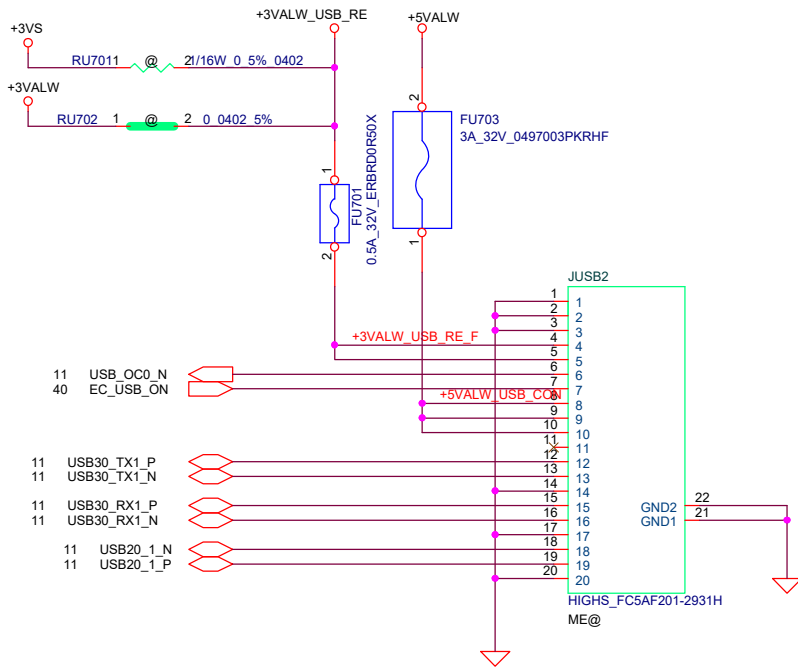 +3VALW_USB_RE
+5VALW
+3VS
RU701 1 @ 2 1/16W_0_5%_0402
+3VALW
RU702 1 @ 2 0_0402_5%
2
FU703
3A_32V_0497003PKRHF
1
1
FU701
0.5A_32V_ERBRD0R50X
2
JUSB2
1 1
2 2
3 3
+3VALW_USB_RE_F 4 4
5 5
11 USB_OC0_N 6 6
40 EC_USB_ON 7 7
+5VALW_USB_CON 8 8
9 9
10 10
11 11
11 USB30_TX1_P 12 12
11 USB30_TX1_N 13 13
14 14
11 USB30_RX1_P 15 15 GND2 22
11 USB30_RX1_N 16 16 GND1 21
17 17
11 USB20_1_N 18 18
11 USB20_1_P 19 19
20 20
HIGHS_FC5AF201-2931H
ME@